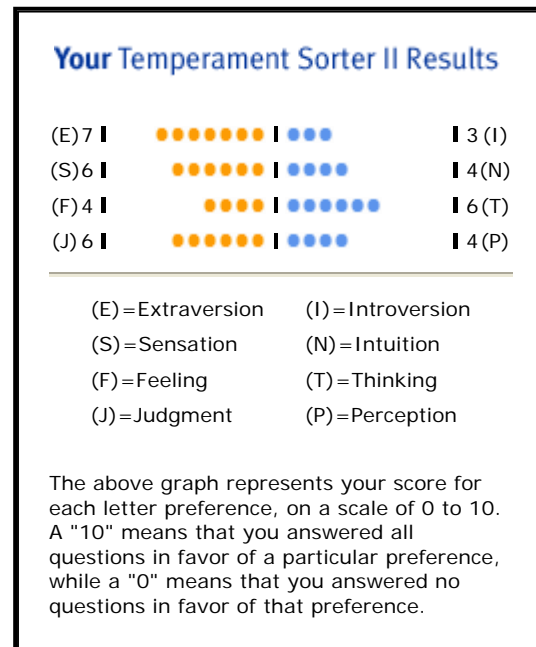 Your Temperament Sorter II Results
(E) 7 3 (I)
(S) 6 4 (N)
(F) 4 6 (T)
(J) 6 4 (P)
(E)=Extraversion (I)=Introversion
(S)=Sensation (N)=Intuition
(F)=Feeling (T)=Thinking
(J)=Judgment (P)=Perception
The above graph represents your score for
each letter preference, on a scale of 0 to 10.
A "10" means that you answered all
questions in favor of a particular preference,
while a "0" means that you answered no
questions in favor of that preference.